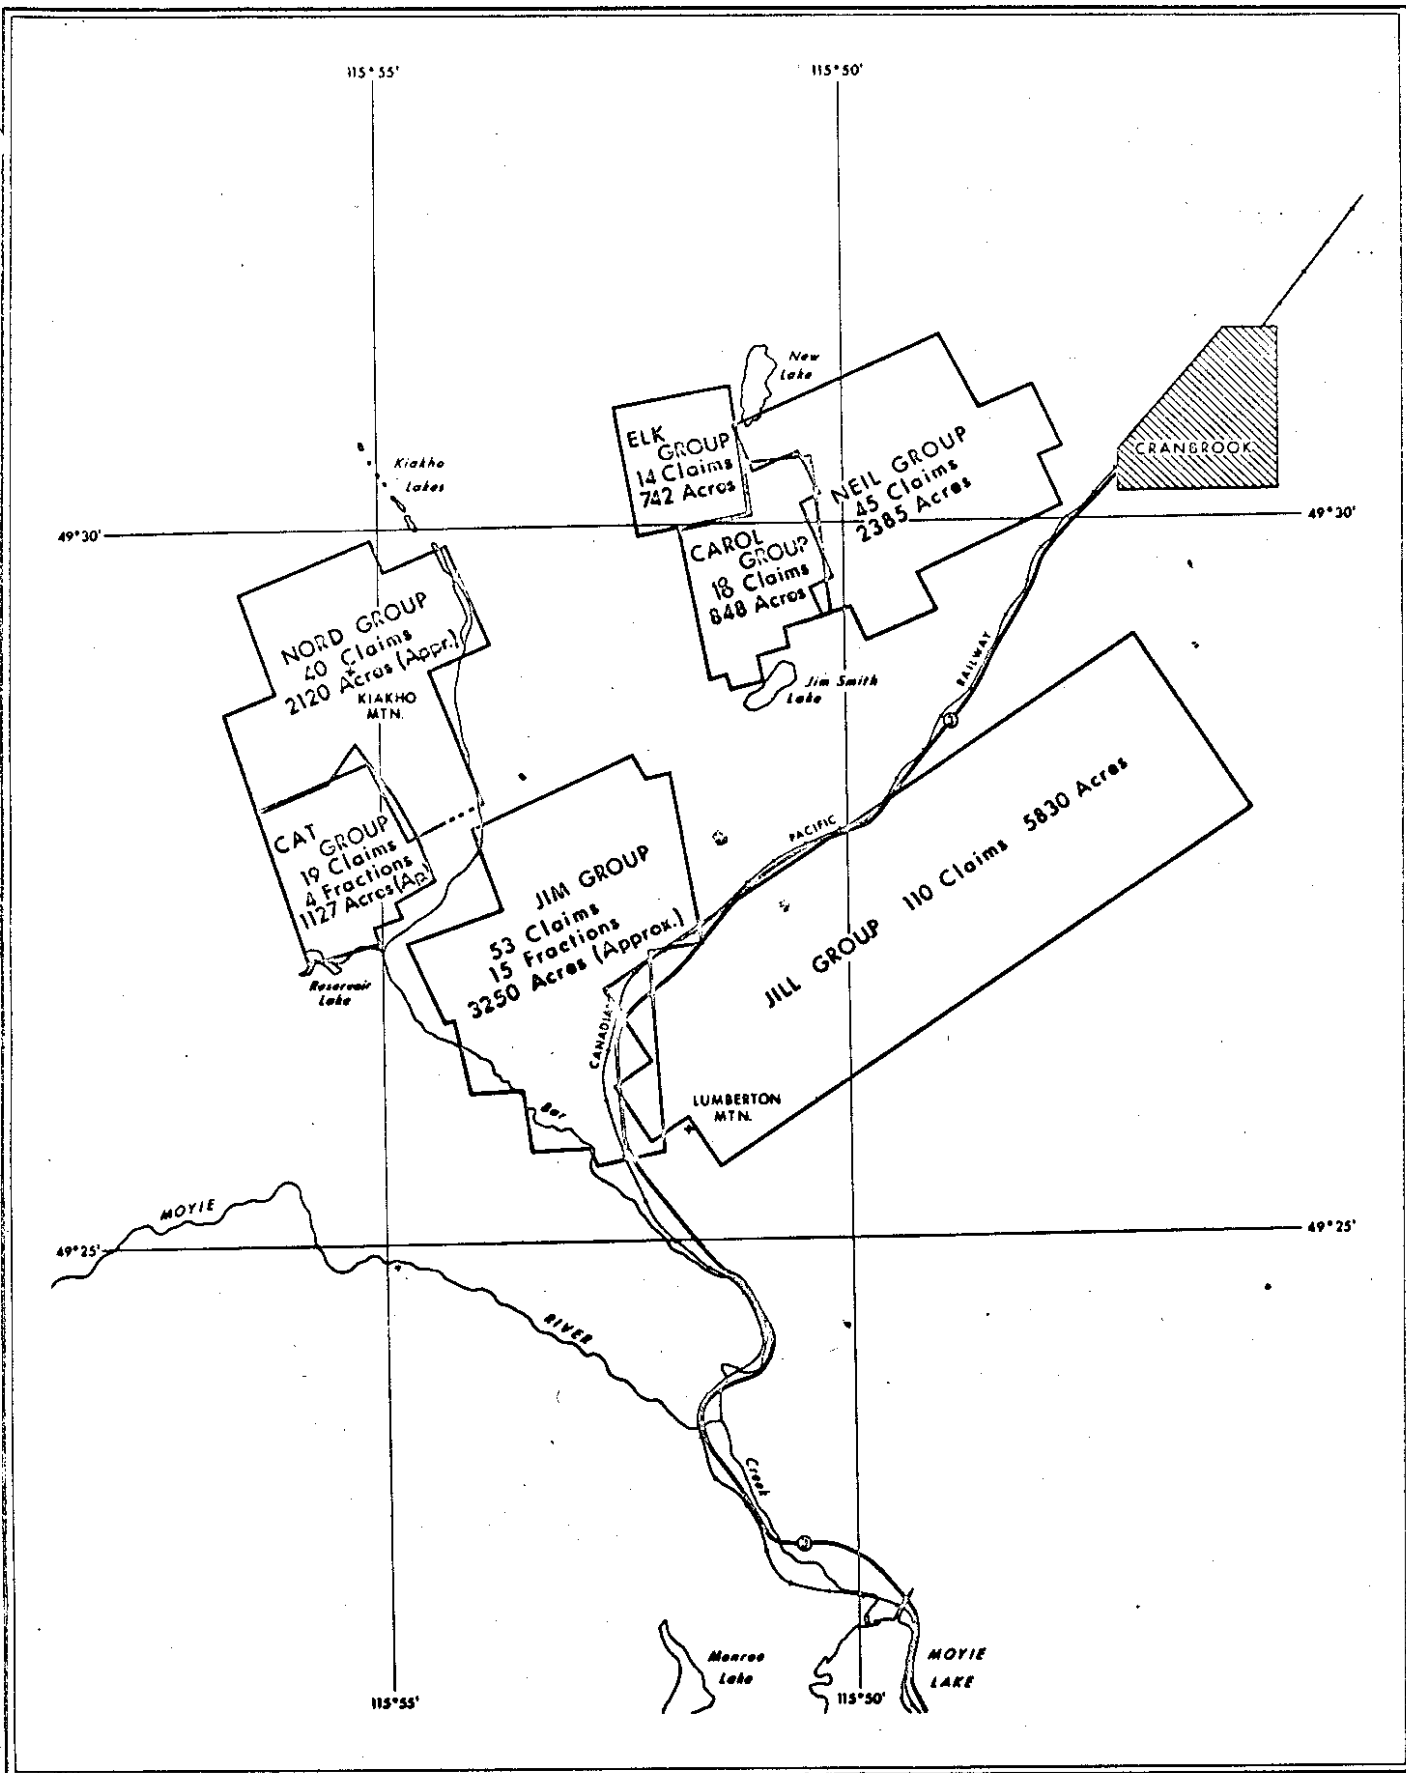 115°55'
115°50'
New
Lake
ELK
GROUP
14 Claims
742 Acres
NEIL GROUP
45 Claims
2385 Acres
CRANBROOK
Kiakho
Lakes
49°30'
49°30'
CAROL
GROUP
18 Claims
848 Acres
NORD GROUP
40 Claims
2120 Acres (Appr.)
KIAKHO
MTN.
Jim Smith
Lake
RAILWAY
3
PACIFIC
CANADIAN
CAT
GROUP
19 Claims
4 Fractions
1127 Acres (Ap.)
JIM GROUP
53 Claims
15 Fractions
3250 Acres (Approx.)
JILL GROUP 110 Claims 5830 Acres
Reservoir
Lake
LUMBERTON
MTN.
MOYIE
49°25'
49°25'
RIVER
Creek
Monroe
Lake
MOYIE
LAKE
115°55'
115°50'